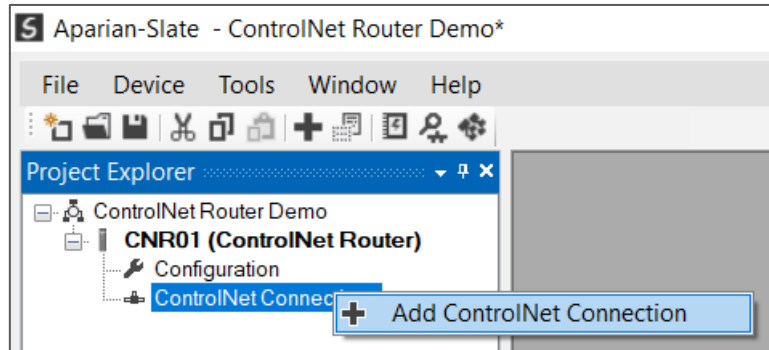 S Aparian-Slate - ControlNet Router Demo*
File Device Tools Window Help
Project Explorer
ControlNet Router Demo
CNR01 (ControlNet Router)
Configuration
ControlNet Connec
Add ControlNet Connection